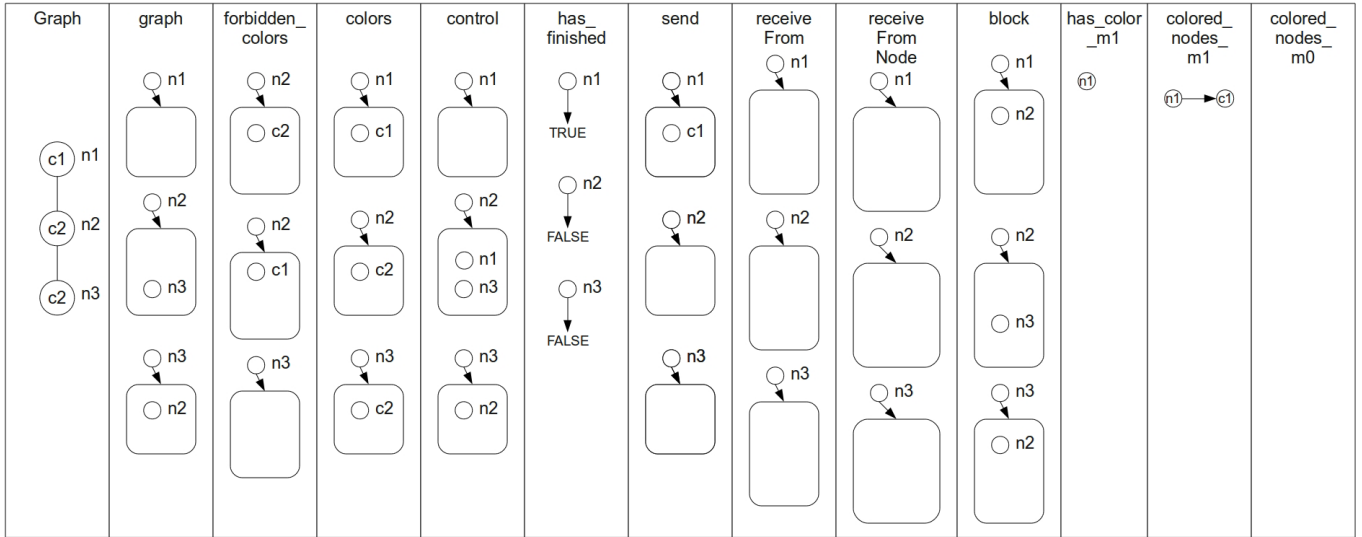 Graph
c1 n1
c2 n2
c2 n3
graph
n1
n2
n3
n3
n2
forbidden_
colors
n2
c2
n2
c1
n3
colors
n1
c1
n2
c2
n3
c2
control
n1
n2
n1
n3
n3
n2
has_
finished
n1
TRUE
n2
FALSE
n3
FALSE
send
n1
c1
n2
n3
receive
From
n1
n2
n3
receive
From
Node
n1
n2
n3
block
n1
n2
n2
n3
n3
n2
has_color
_m1
n1
colored_
nodes_
m1
n1 c1
colored_
nodes_
m0